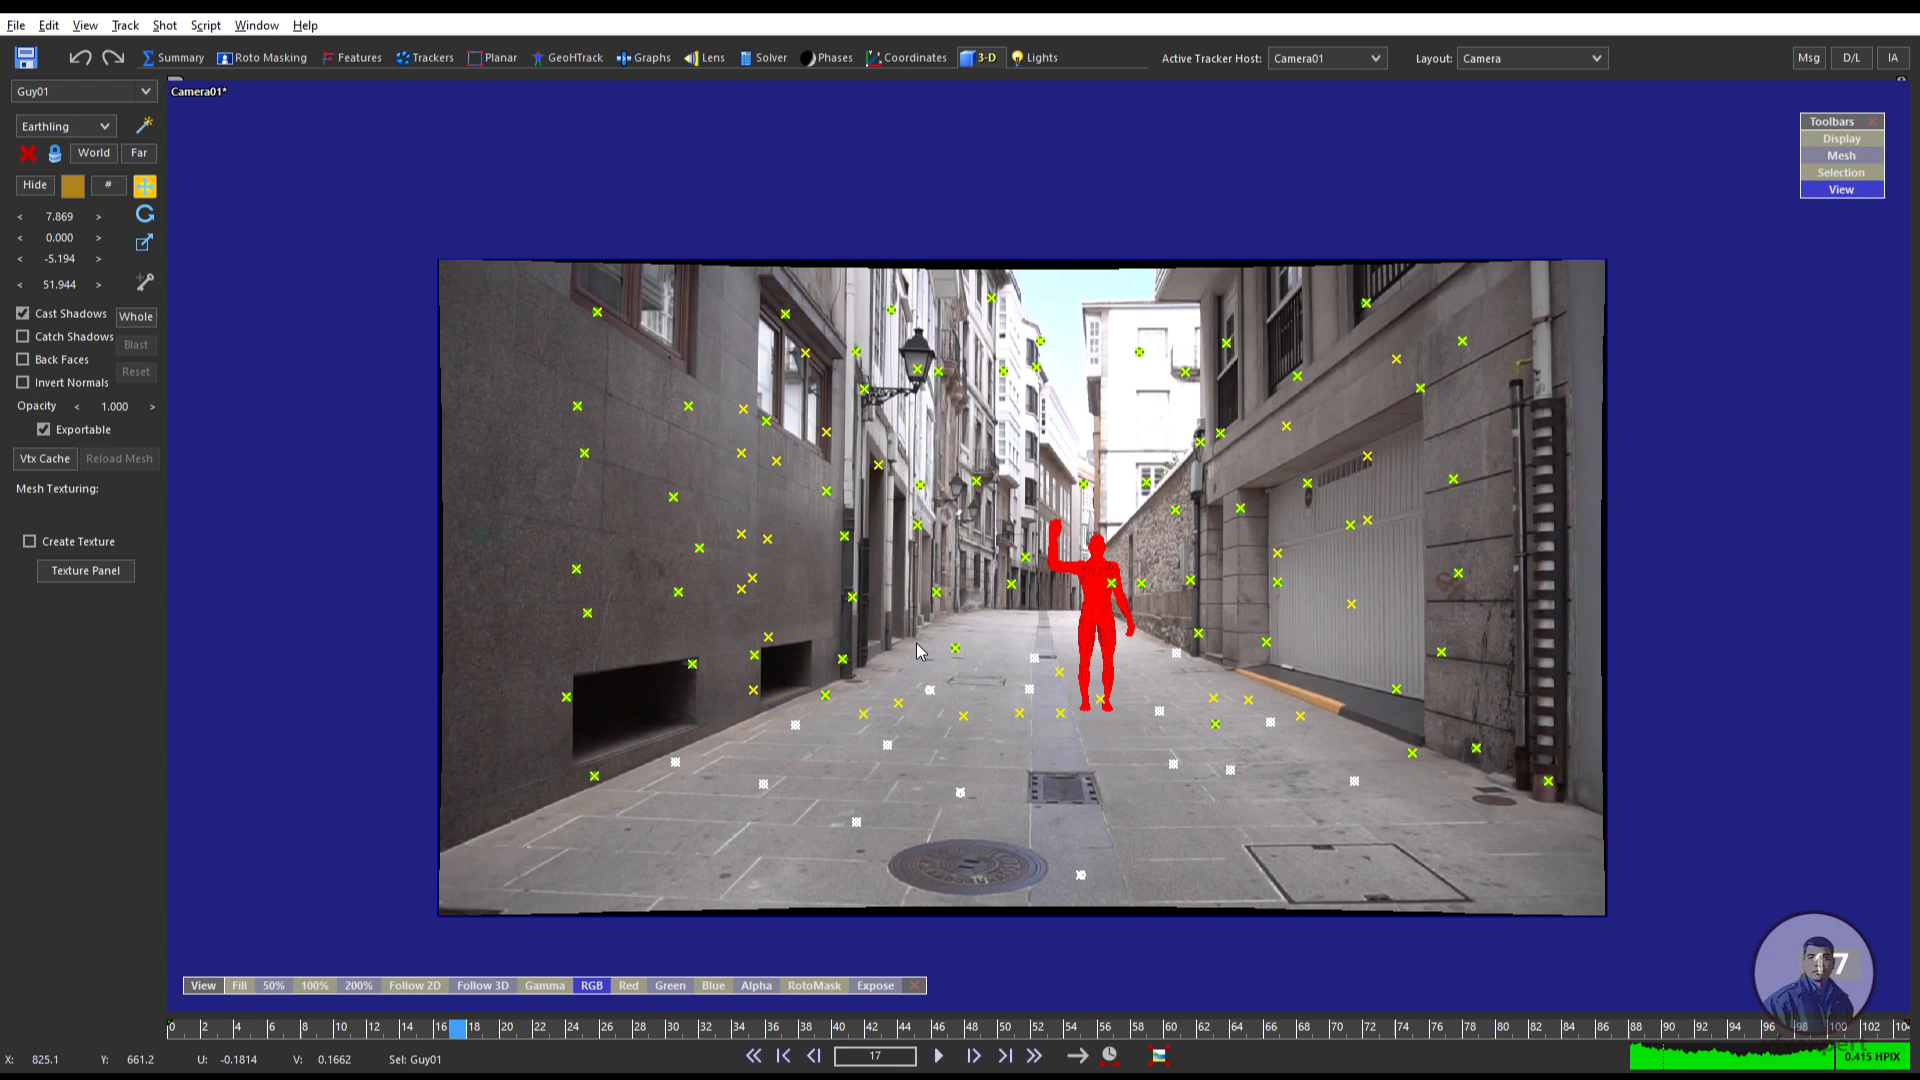 File Edit View Track Shot Script Window Help
Summary Roto Masking Features Trackers Planar GeoHTrack Graphs Lens Solver Phases Coordinates 3-D Lights Active Tracker Host: Camera01 Layout: Camera Msg D/L IA
Guy01
Camera01*
Earthling
World Far
Hide #
< 7.869 >
< 0.000 >
< -5.194 >
< 51.944 >
Cast Shadows Whole
Catch Shadows Blast
Back Faces
Invert Normals Reset
Opacity < 1.000 >
Exportable
Vtx Cache Reload Mesh
Mesh Texturing:
Create Texture
Texture Panel
Toolbars
Display
Mesh
Selection
View
View Fill 50% 100% 200% Follow 2D Follow 3D Gamma RGB Red Green Blue Alpha RotoMask Expose
0 2 4 6 8 10 12 14 16 18 20 22 24 26 28 30 32 34 36 38 40 42 44 46 48 50 52 54 56 58 60 62 64 66 68 70 72 74 76 78 80 82 84 86 88 90 92 94 96 98 100 102
X: 825.1 Y: 661.2 U: -0.1814 V: 0.1662 Sel: Guy01 17 0.415 HPIX